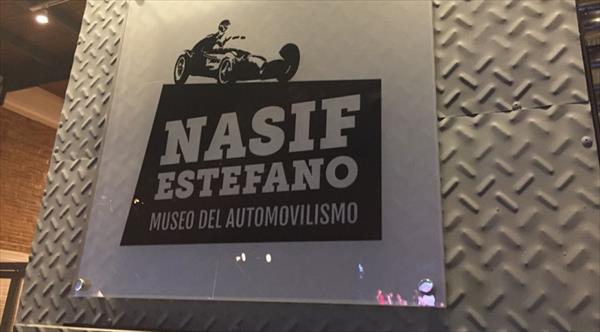 NASIF
ESTEFANO
MUSEO DEL AUTOMOVILISMO